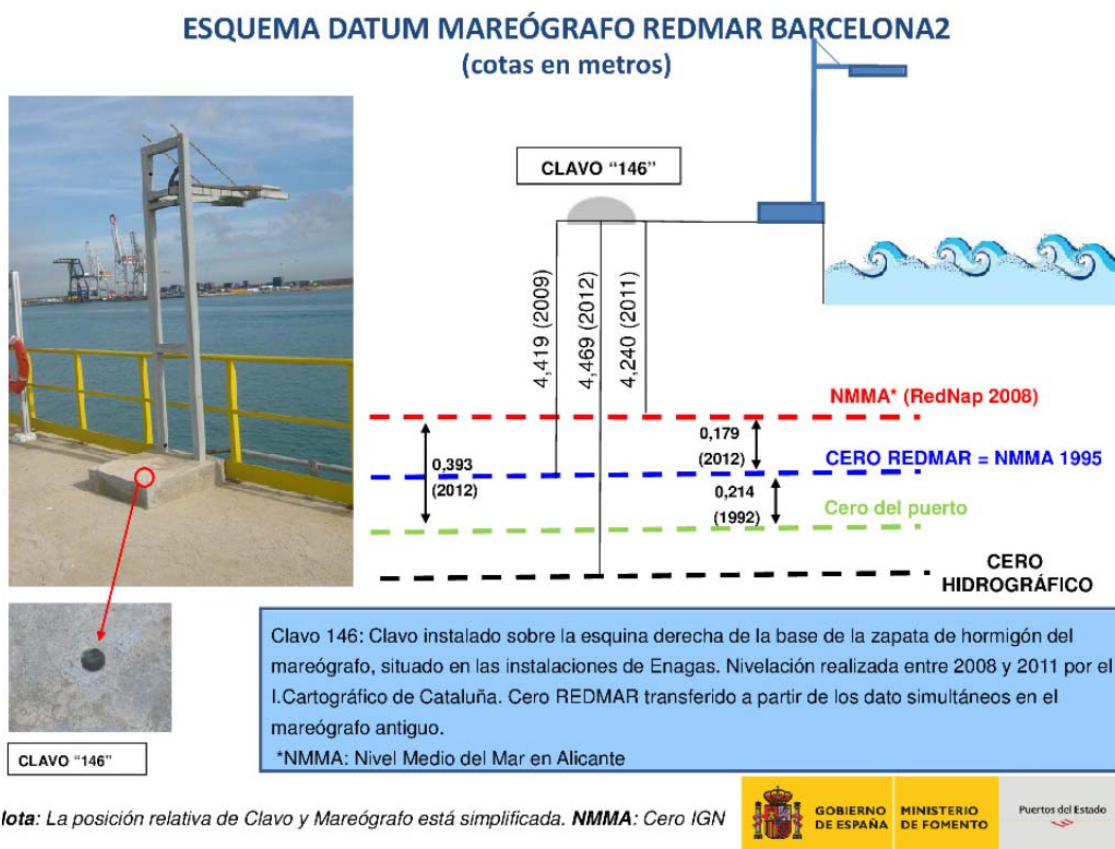 ESQUEMA DATUM MAREÓGRAFO REDMAR BARCELONA2
(cotas en metros)
CLAVO “146”
4,419 (2009)
4,469 (2012)
4,240 (2011)
NMMA* (RedNap 2008)
0,179
(2012)
0,393
(2012)
CERO REDMAR = NMMA 1995
0,214
(1992)
Cero del puerto
CERO
HIDROGRÁFICO
Clavo 146: Clavo instalado sobre la esquina derecha de la base de la zapata de hormigón del
mareógrafo, situado en las instalaciones de Enagas. Nivelación realizada entre 2008 y 2011 por el
I.Cartográfico de Cataluña. Cero REDMAR transferido a partir de los dato simultáneos en el
mareógrafo antiguo.
*NMMA: Nivel Medio del Mar en Alicante
CLAVO “146”
lota: La posición relativa de Clavo y Mareógrafo está simplificada. NMMA: Cero IGN
GOBIERNO
DE ESPAÑA
MINISTERIO
DE FOMENTO
Puertos del Estado